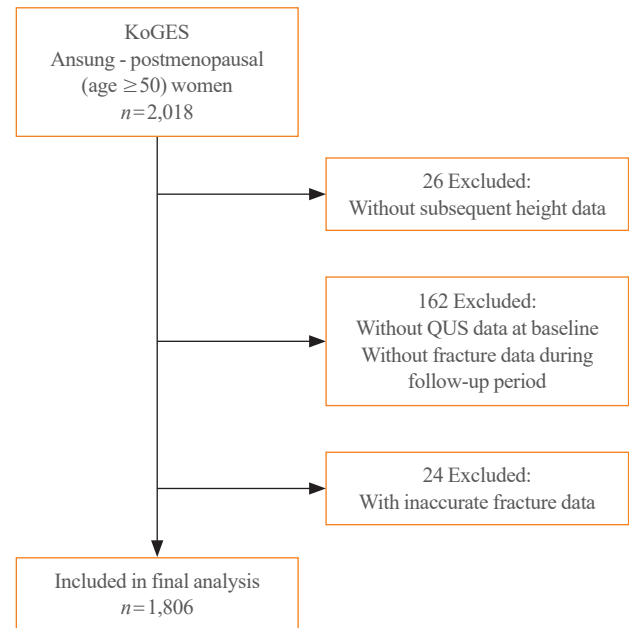 KoGES
Ansung - postmenopausal
(age ≥50) women
n=2,018
26 Excluded:
Without subsequent height data
162 Excluded:
Without QUS data at baseline
Without fracture data during
follow-up period
24 Excluded:
With inaccurate fracture data
Included in final analysis
n=1,806